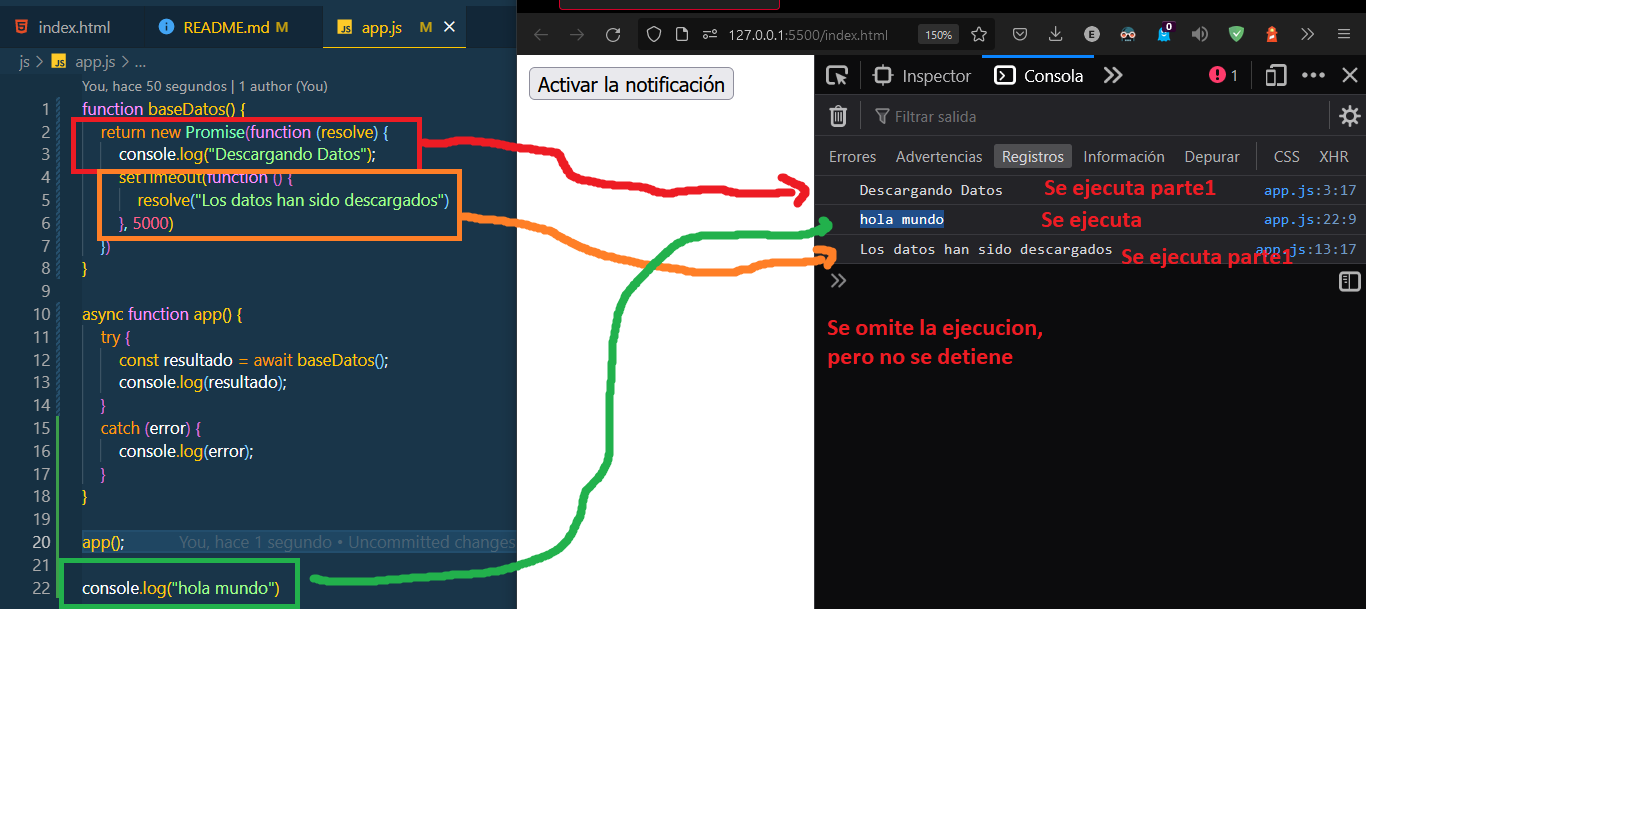 index.html
README.md M
app.js M
js > app.js > ...
You, hace 50 segundos | 1 author (You)
1 function baseDatos() {
2 return new Promise(function (resolve) {
3 console.log("Descargando Datos");
4 setTimeout(function () {
5 resolve("Los datos han sido descargados")
6 }, 5000)
7 })
8 }
9
10 async function app() {
11 try {
12 const resultado = await baseDatos();
13 console.log(resultado);
14 }
15 catch (error) {
16 console.log(error);
17 }
18 }
19
20 app(); You, hace 1 segundo • Uncommitted changes
21
22 console.log("hola mundo")
127.0.0.1:5500/index.html 150%
0
E
Activar la notificación
Inspector Consola 1
Filtrar salida
Errores Advertencias Registros Información Depurar CSS XHR
Descargando Datos Se ejecuta parte1 app.js:3:17
hola mundo Se ejecuta app.js:22:9
Los datos han sido descargados Se ejecuta parte1 app.js:13:17
Se omite la ejecucion,
pero no se detiene